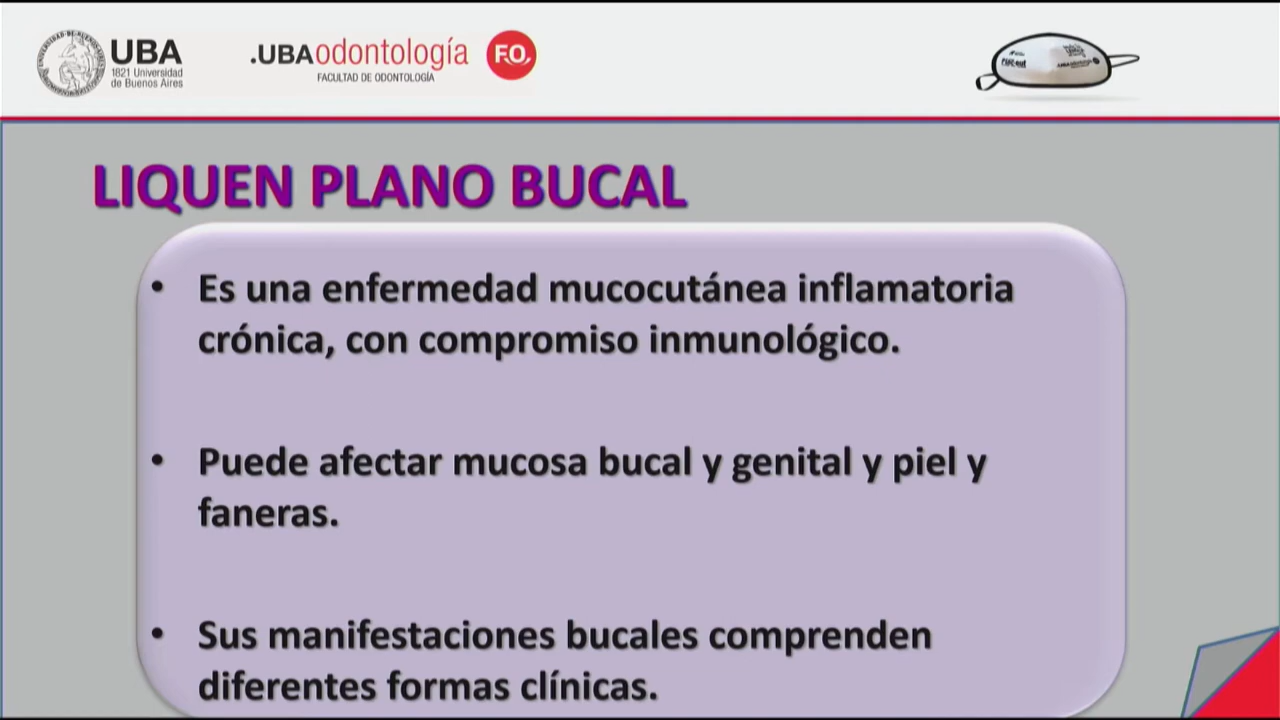 UBA
1821 Universidad
de Buenos Aires
.UBAodontología
FACULTAD DE ODONTOLOGÍA
F.O.
LIQUEN PLANO BUCAL
• Es una enfermedad mucocutánea inflamatoria
crónica, con compromiso inmunológico.
• Puede afectar mucosa bucal y genital y piel y
faneras.
• Sus manifestaciones bucales comprenden
diferentes formas clínicas.